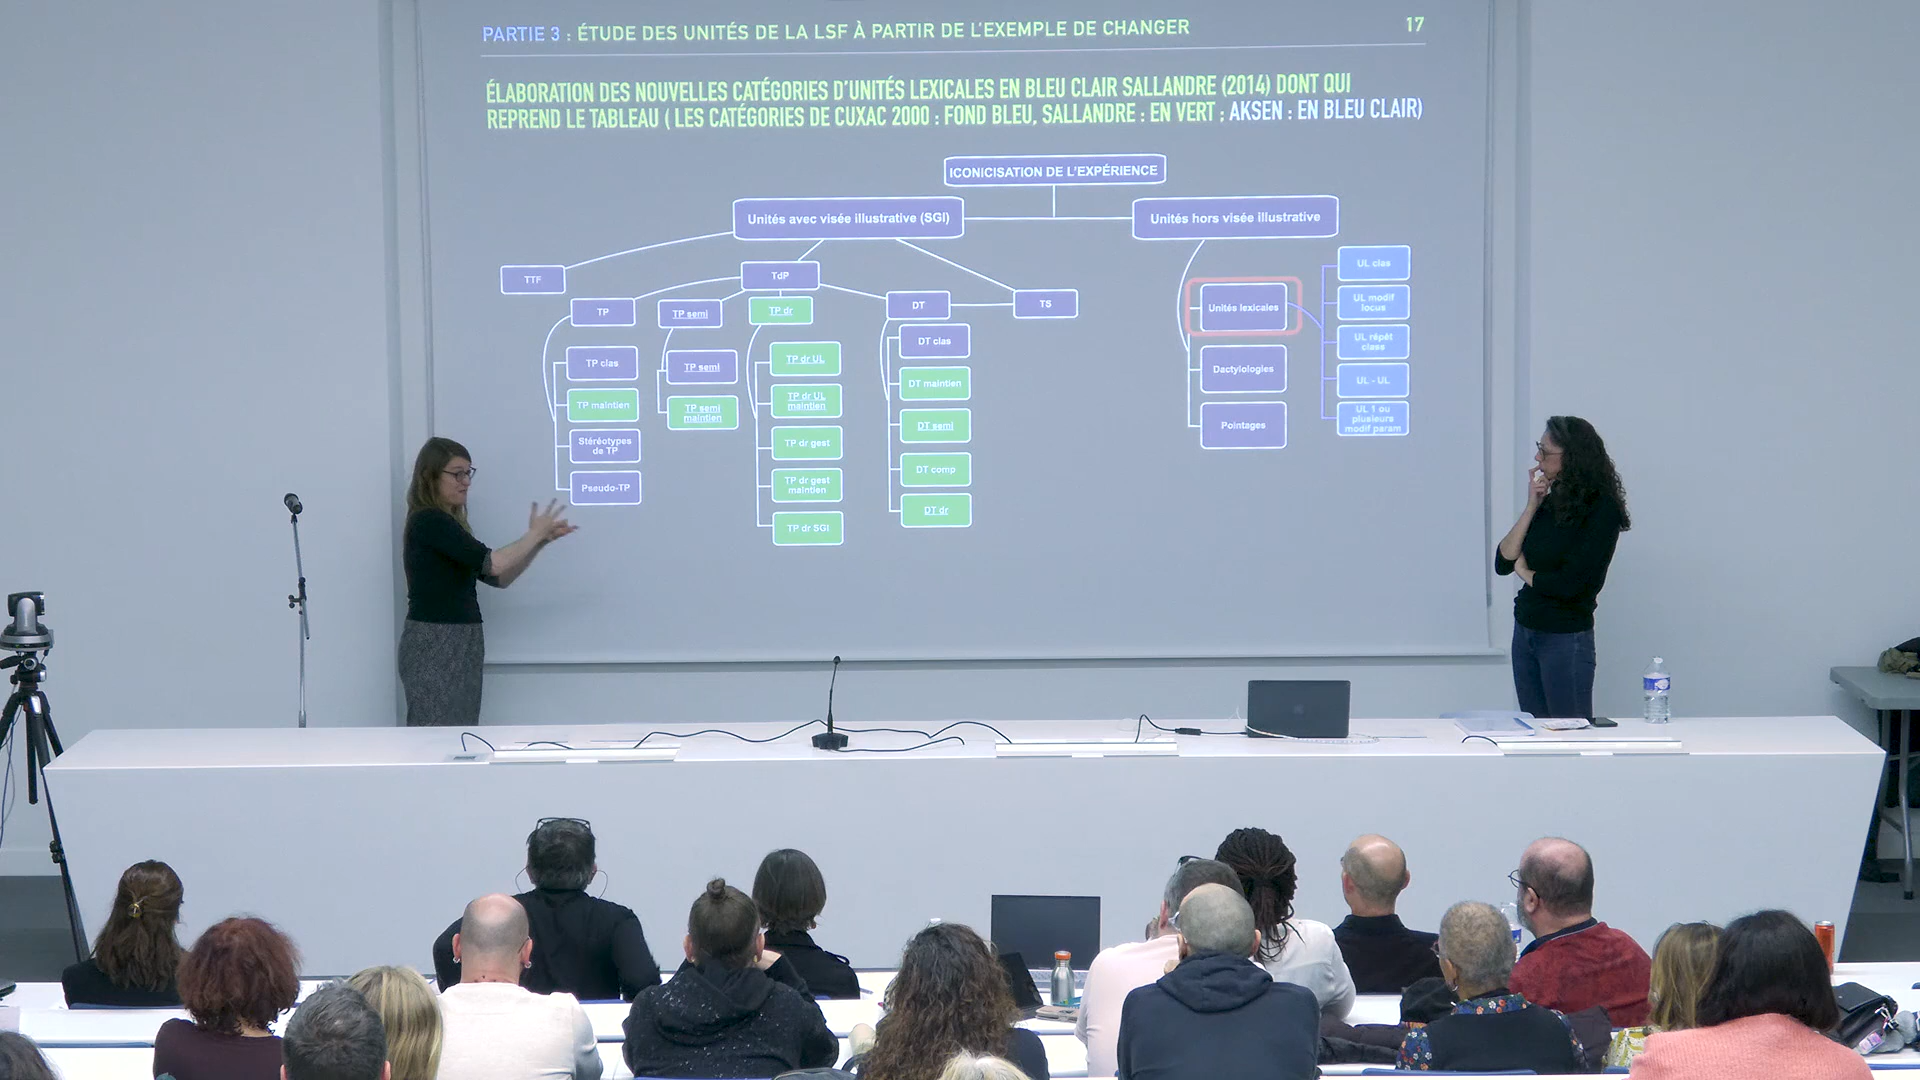 PARTIE 3 : ÉTUDE DES UNITÉS DE LA LSF À PARTIR DE L'EXEMPLE DE CHANGER
17
ÉLABORATION DES NOUVELLES CATÉGORIES D'UNITÉS LEXICALES EN BLEU CLAIR SALLANDRE (2014) DONT QUI
REPREND LE TABLEAU ( LES CATÉGORIES DE CUXAC 2000 : FOND BLEU, SALLANDRE : EN VERT ; AKSEN : EN BLEU CLAIR)
ICONICISATION DE L'EXPÉRIENCE
Unités avec visée illustrative (SGI)
Unités hors visée illustrative
TTF
TdP
TP
TP semi
TP dr
DT
TS
TP clas
TP maintien
Stéréotypes
de TP
Pseudo-TP
TP semi
TP semi
maintien
TP dr UL
TP dr UL
maintien
TP dr gest
TP dr gest
maintien
TP dr SGI
DT clas
DT maintien
DT semi
DT comp
DT dr
Unités lexicales
Dactylologies
Pointages
UL clas
UL modif
locus
UL répét
class
UL - UL
UL 1 ou
plusieurs
modif param